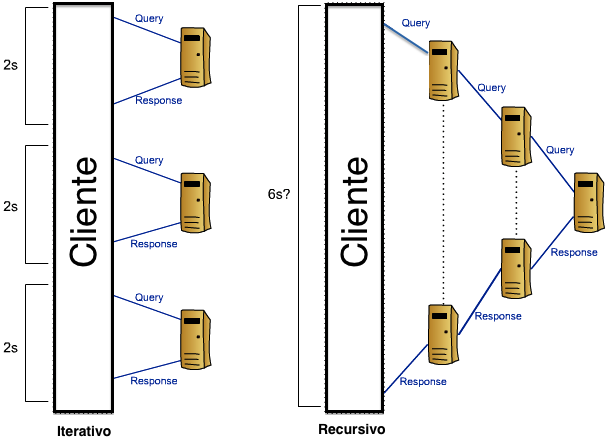 2s
Query
Response
2s
Query
Response
2s
Query
Response
Cliente
Iterativo
6s?
Cliente
Query
Query
Query
Response
Response
Response
Recursivo